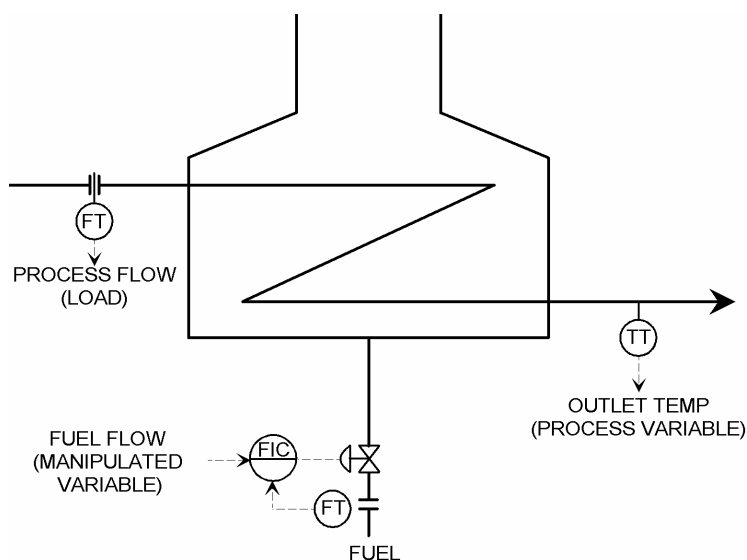 FT
PROCESS FLOW
(LOAD)
TT
OUTLET TEMP
(PROCESS VARIABLE)
FUEL FLOW
(MANIPULATED
VARIABLE)
FIC
FT
FUEL